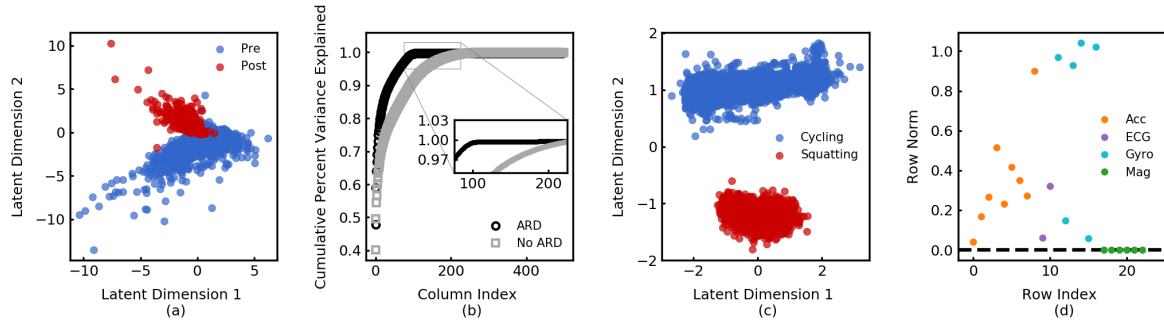 10
5
0
−5
−10
Latent Dimension 2
−10
−5
0
5
Latent Dimension 1
(a)
Pre
Post
1.0
0.9
0.8
0.7
0.6
0.5
0.4
Cumulative Percent Variance Explained
0
200
400
Column Index
(b)
1.03
1.00
0.97
100
200
ARD
No ARD
2
1
0
−1
−2
Latent Dimension 2
−2
0
2
Latent Dimension 1
(c)
Cycling
Squatting
1.0
0.8
0.6
0.4
0.2
0.0
Row Norm
0
10
20
Row Index
(d)
Acc
ECG
Gyro
Mag